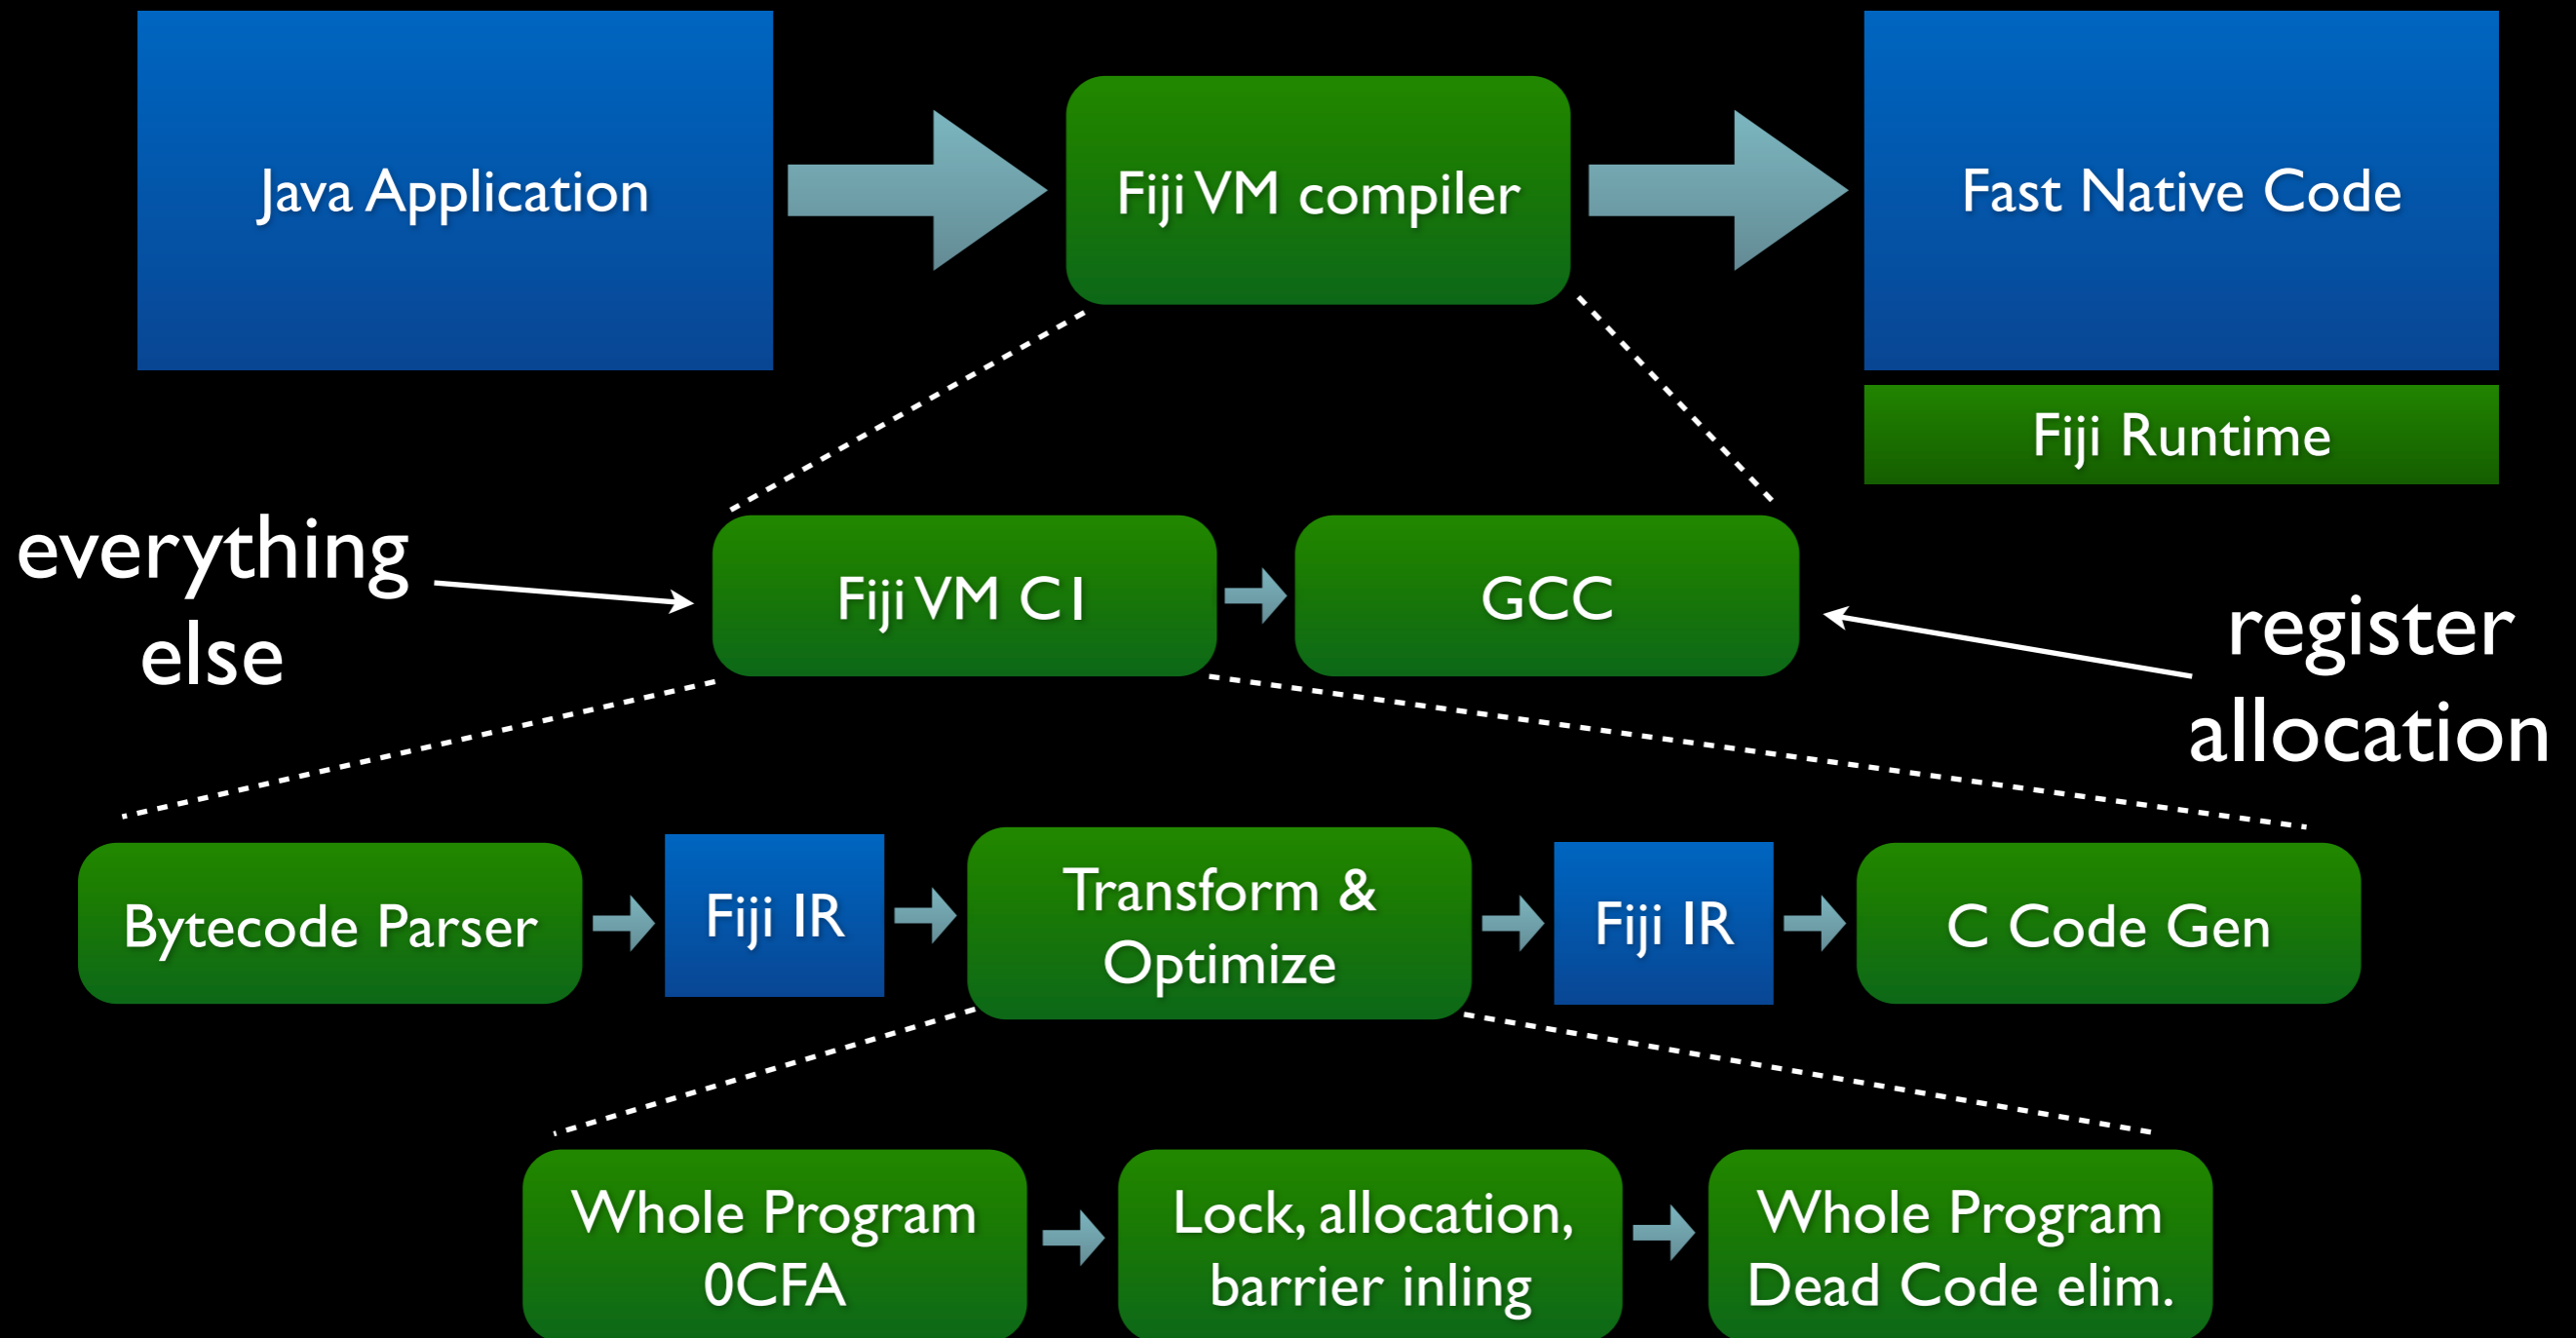 Java Application
Fiji VM compiler
Fast Native Code
Fiji Runtime
everything
else
Fiji VM C1
GCC
register
allocation
Bytecode Parser
Fiji IR
Transform &
Optimize
Fiji IR
C Code Gen
Whole Program
0CFA
Lock, allocation,
barrier inling
Whole Program
Dead Code elim.